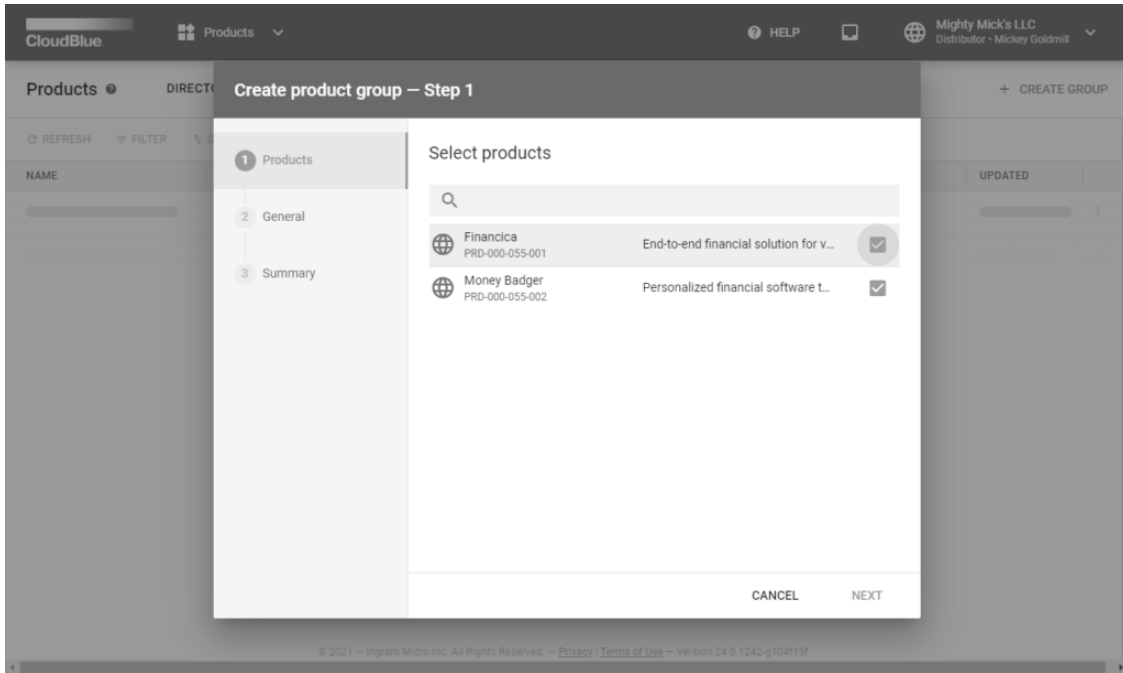 CloudBlue
Products
HELP
Mighty Mick's LLC
Distributor • Mickey Goldmill
Products
DIRECTO
+ CREATE GROUP
Create product group — Step 1
REFRESH
FILTER
S
NAME
UPDATED
1 Products
2 General
3 Summary
Select products
Financica
PRD-000-055-001
End-to-end financial solution for v...
Money Badger
PRD-000-055-002
Personalized financial software t...
CANCEL
NEXT
© 2021 — Ingram Micro Inc. All Rights Reserved. — Privacy | Terms of Use — Version 24.0.1242-g104f15f